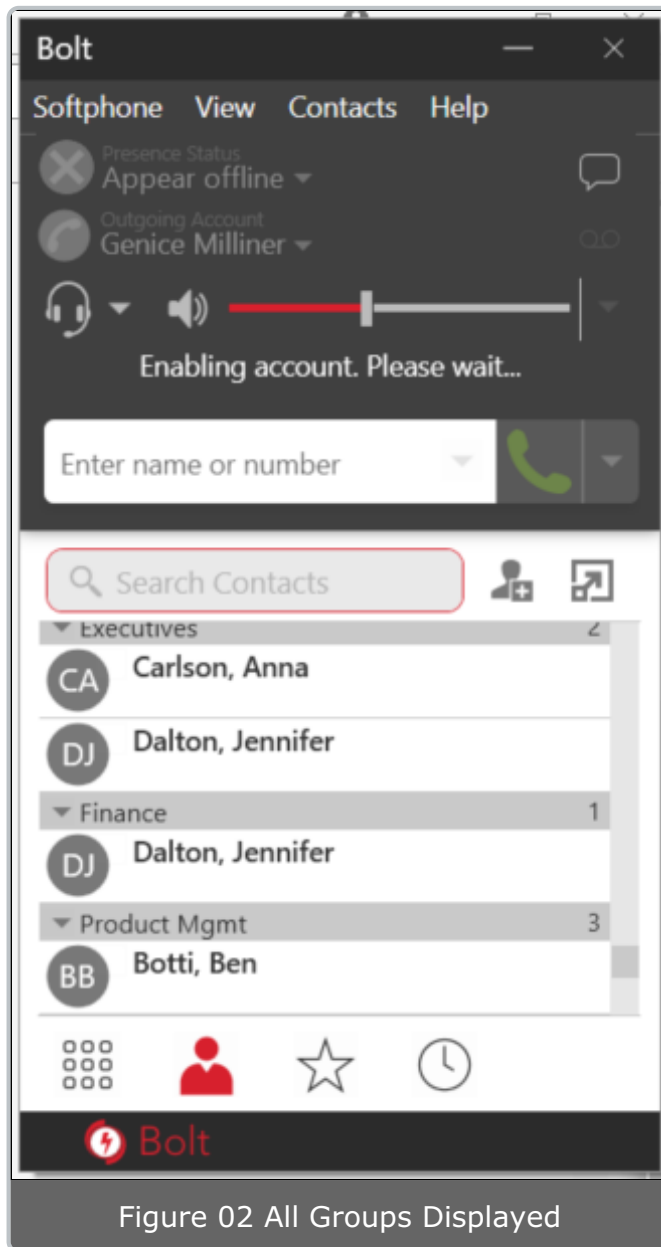 Bolt
Softphone View Contacts Help
Presence Status
Appear offline
Outgoing Account
Genice Milliner
Enabling account. Please wait...
Enter name or number
Search Contacts
Executives 2
CA Carlson, Anna
DJ Dalton, Jennifer
Finance 1
DJ Dalton, Jennifer
Product Mgmt 3
BB Botti, Ben
Bolt
Figure 02 All Groups Displayed